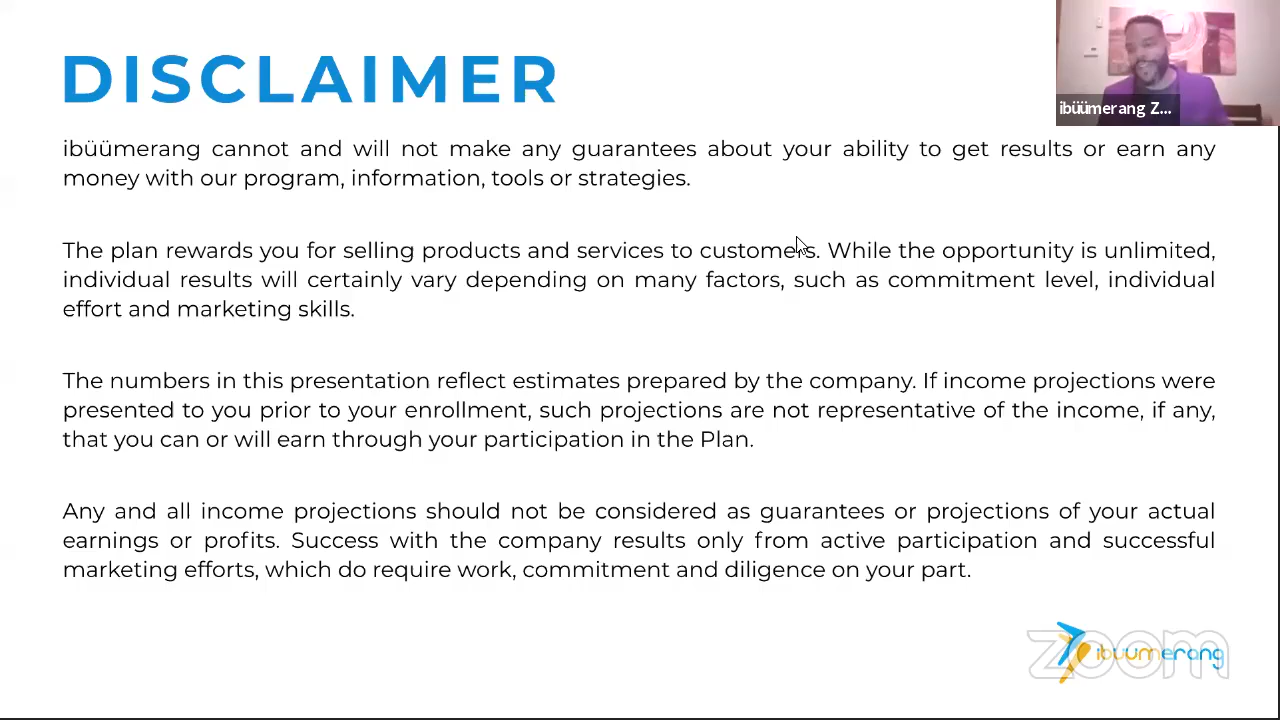 DISCLAIMER
ibüümerang Z...
ibüümerang cannot and will not make any guarantees about your ability to get results or earn any
money with our program, information, tools or strategies.
The plan rewards you for selling products and services to customers. While the opportunity is unlimited,
individual results will certainly vary depending on many factors, such as commitment level, individual
effort and marketing skills.
The numbers in this presentation reflect estimates prepared by the company. If income projections were
presented to you prior to your enrollment, such projections are not representative of the income, if any,
that you can or will earn through your participation in the Plan.
Any and all income projections should not be considered as guarantees or projections of your actual
earnings or profits. Success with the company results only from active participation and successful
marketing efforts, which do require work, commitment and diligence on your part.
zoom
ibüümerang